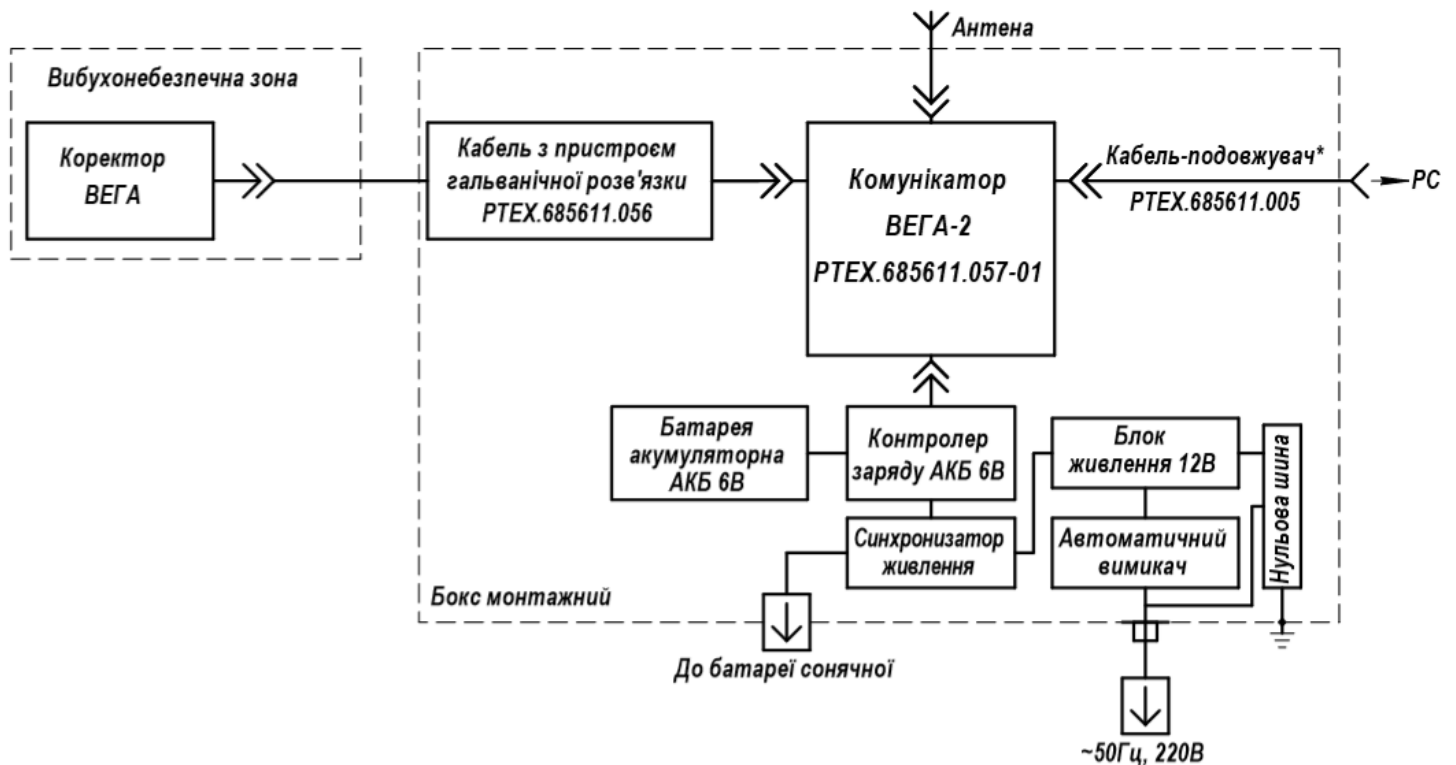 Антена
Вибухонебезпечна зона
Коректор
ВЕГА
Кабель з пристроєм
гальванічної розв'язки
РТЕХ.685611.056
Комунікатор
ВЕГА-2
РТЕХ.685611.057-01
Кабель-подовжувач*
РТЕХ.685611.005
PC
Батарея
акумуляторна
АКБ 6В
Контролер
заряду АКБ 6В
Блок
живлення 12В
Нульова шина
Синхронизатор
живлення
Автоматичний
вимикач
Бокс монтажний
До батареї сонячної
~50Гц, 220В